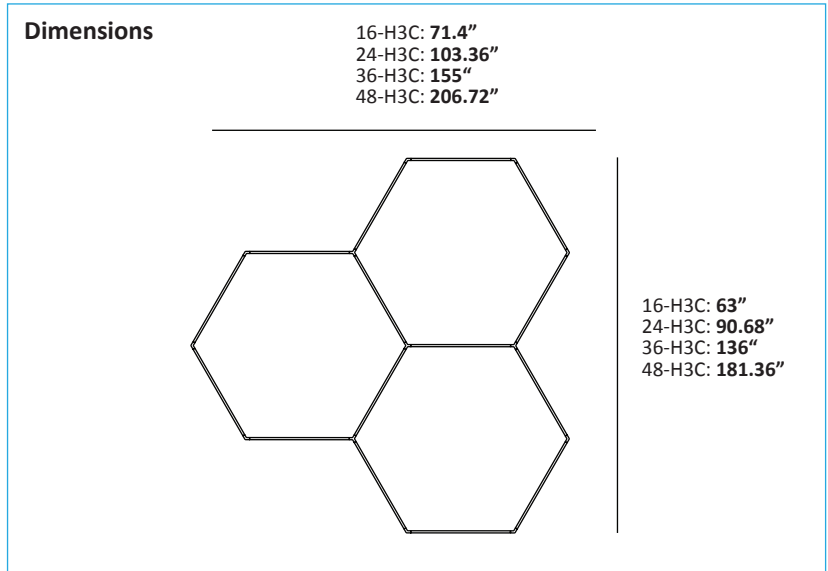 Dimensions
16-H3C: 71.4”
24-H3C: 103.36”
36-H3C: 155“
48-H3C: 206.72”
16-H3C: 63”
24-H3C: 90.68”
36-H3C: 136“
48-H3C: 181.36”